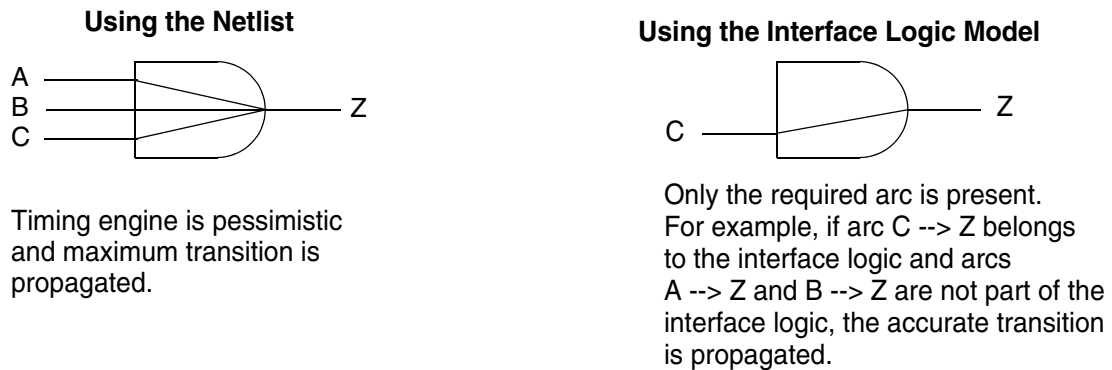 Using the Netlist
A
B
C
Z
Timing engine is pessimistic
and maximum transition is
propagated.
Using the Interface Logic Model
C
Z
Only the required arc is present.
For example, if arc C --> Z belongs
to the interface logic and arcs
A --> Z and B --> Z are not part of the
interface logic, the accurate transition
is propagated.